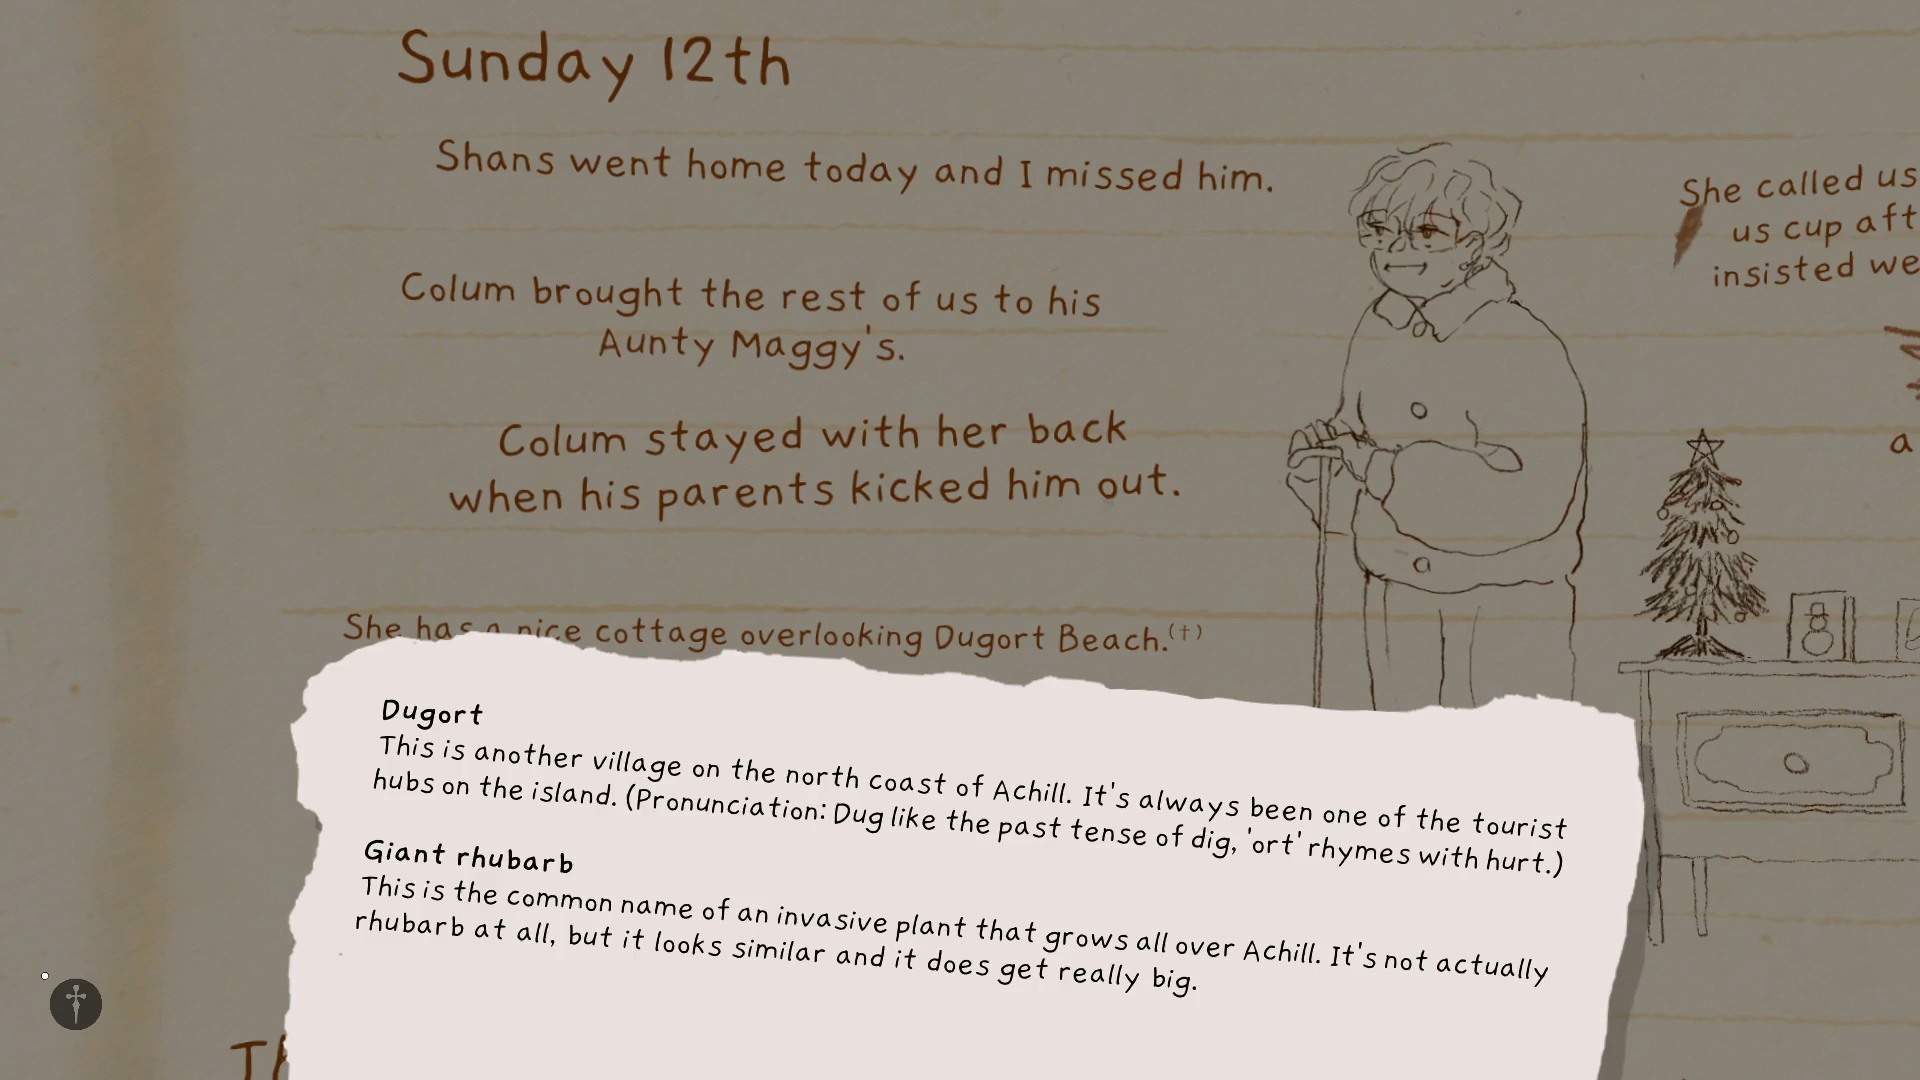 Sunday 12th
Shans went home today and I missed him.
Colum brought the rest of us to his
Aunty Maggy's.
Colum stayed with her back
when his parents kicked him out.
She has a nice cottage overlooking Dugort Beach.(†)
She called us
us cup aft
insisted we
a
Dugort
This is another village on the north coast of Achill. It's always been one of the tourist
hubs on the island. (Pronunciation: Dug like the past tense of dig, 'ort' rhymes with hurt.)
Giant rhubarb
This is the common name of an invasive plant that grows all over Achill. It's not actually
rhubarb at all, but it looks similar and it does get really big.